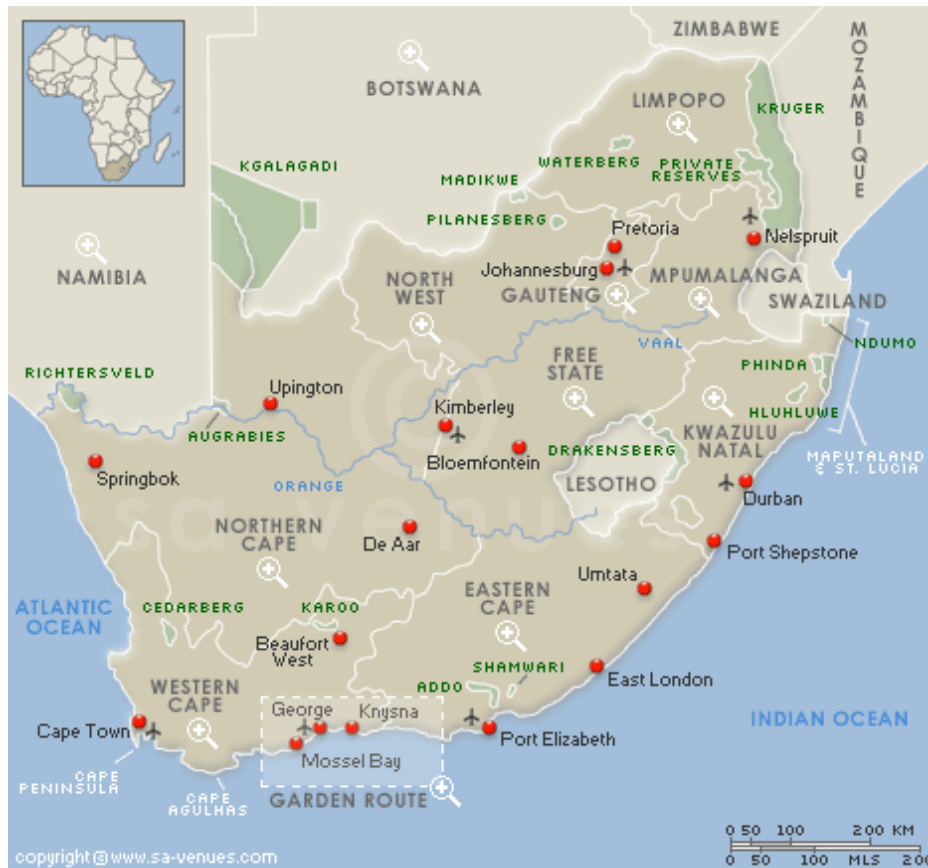 ZIMBABWE
MOZAMBIQUE
BOTSWANA
LIMPOPO
KRUGER
WATERBERG
PRIVATE
RESERVES
KGALAGADI
MADIKWE
PILANESBERG
Pretoria
Nelspruit
NAMIBIA
Johannesburg
NORTH
WEST
GAUTENG
MPUMALANGA
SWAZILAND
VAAL
NDUMO
RICHTERSVELD
FREE
STATE
PHINDA
Upington
Kimberley
HLUHLUWE
AUGRABIES
KWAZULU
NATAL
Bloemfontein
DRAKENSBERG
MAPUTALAND
& ST. LUCIA
Springbok
ORANGE
LESOTHO
Durban
©
sa-venues
NORTHERN
CAPE
De Aar
Port Shepstone
Umtata
EASTERN
CAPE
ATLANTIC
OCEAN
CEDARBERG
KAROO
Beaufort
West
SHAMWARI
ADDO
East London
WESTERN
CAPE
George
Knysna
INDIAN OCEAN
Cape Town
Port Elizabeth
Mossel Bay
CAPE
PENINSULA
CAPE
AGULHAS
GARDEN ROUTE
0 50 100 200 KM
0 50 100 MLS 200
copyright@www.sa-venues.com